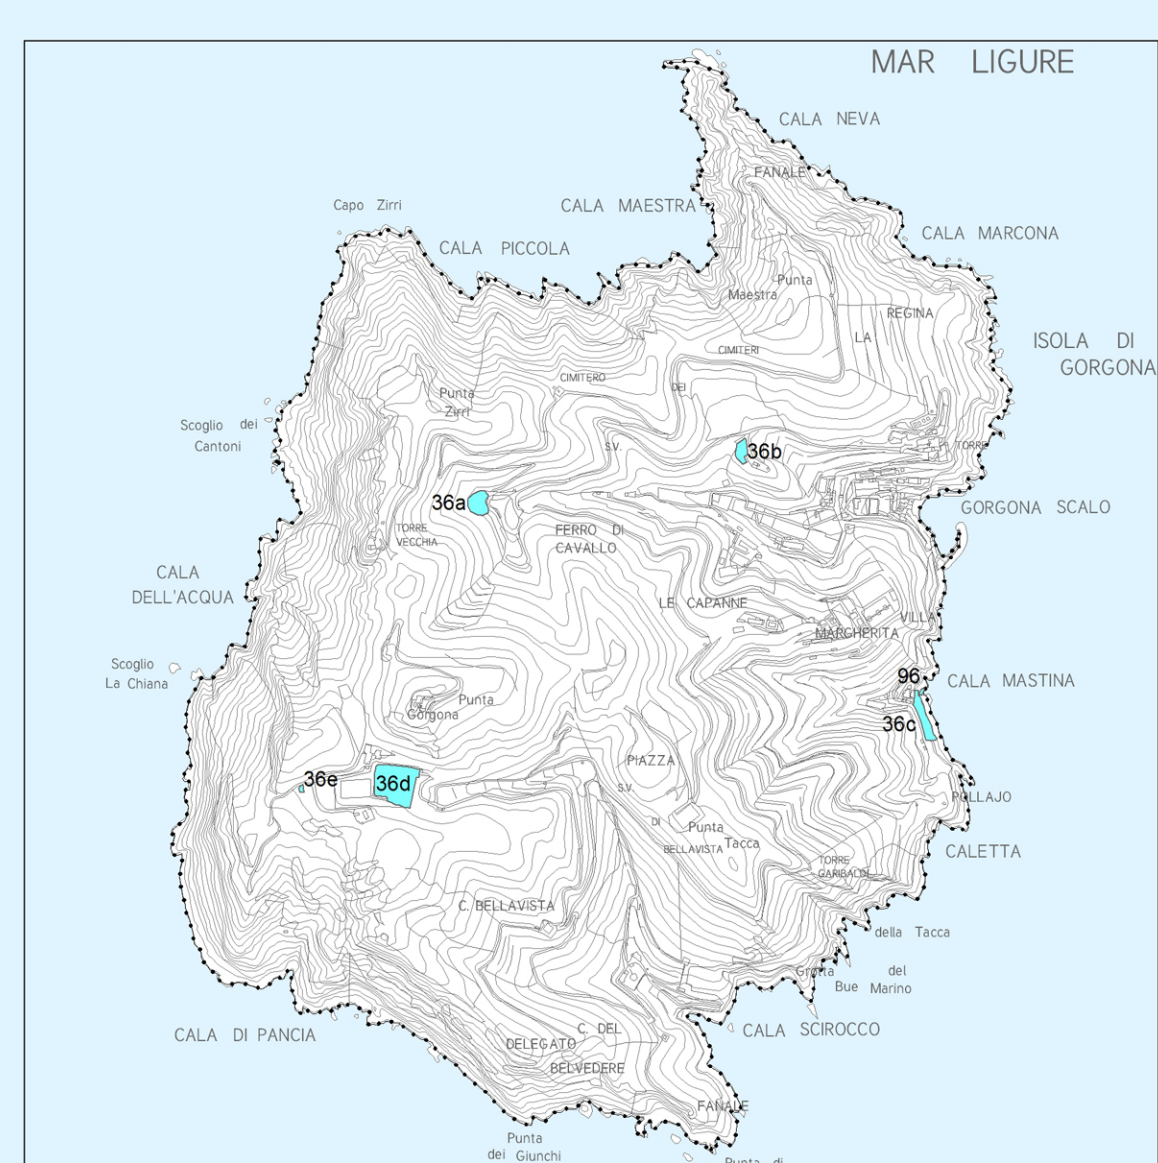 MAR LIGURE
CALA NEVA
FANALE
Capo Zirri
CALA MAESTRA
CALA PICCOLA
CALA MARCONA
Punta
Maestra
REGINA
LA
ISOLA DI
GORGONA
CIMITERI
CIMITERO
DEI
Punta
Zirri
Scoglio dei
Cantoni
S.V.
36b
TORRE
36a
GORGONA SCALO
TORRE
VECCHIA
FERRO DI
CAVALLO
CALA
DELL'ACQUA
LE CAPANNE
VILLA
MARGHERITA
Scoglio
La Chiana
96
CALA MASTINA
Punta
Gorgona
36c
PIAZZA
36e
36d
S.V.
POLLAJO
DI
BELLAVISTA
Punta
Tacca
CALETTA
TORRE
GARIBALDI
C. BELLAVISTA
della Tacca
Grotta del
Bue Marino
CALA DI PANCIA
CALA SCIROCCO
C. DEL
DELEGATO
BELVEDERE
FANALE
Punta
dei Giunchi
Punta di